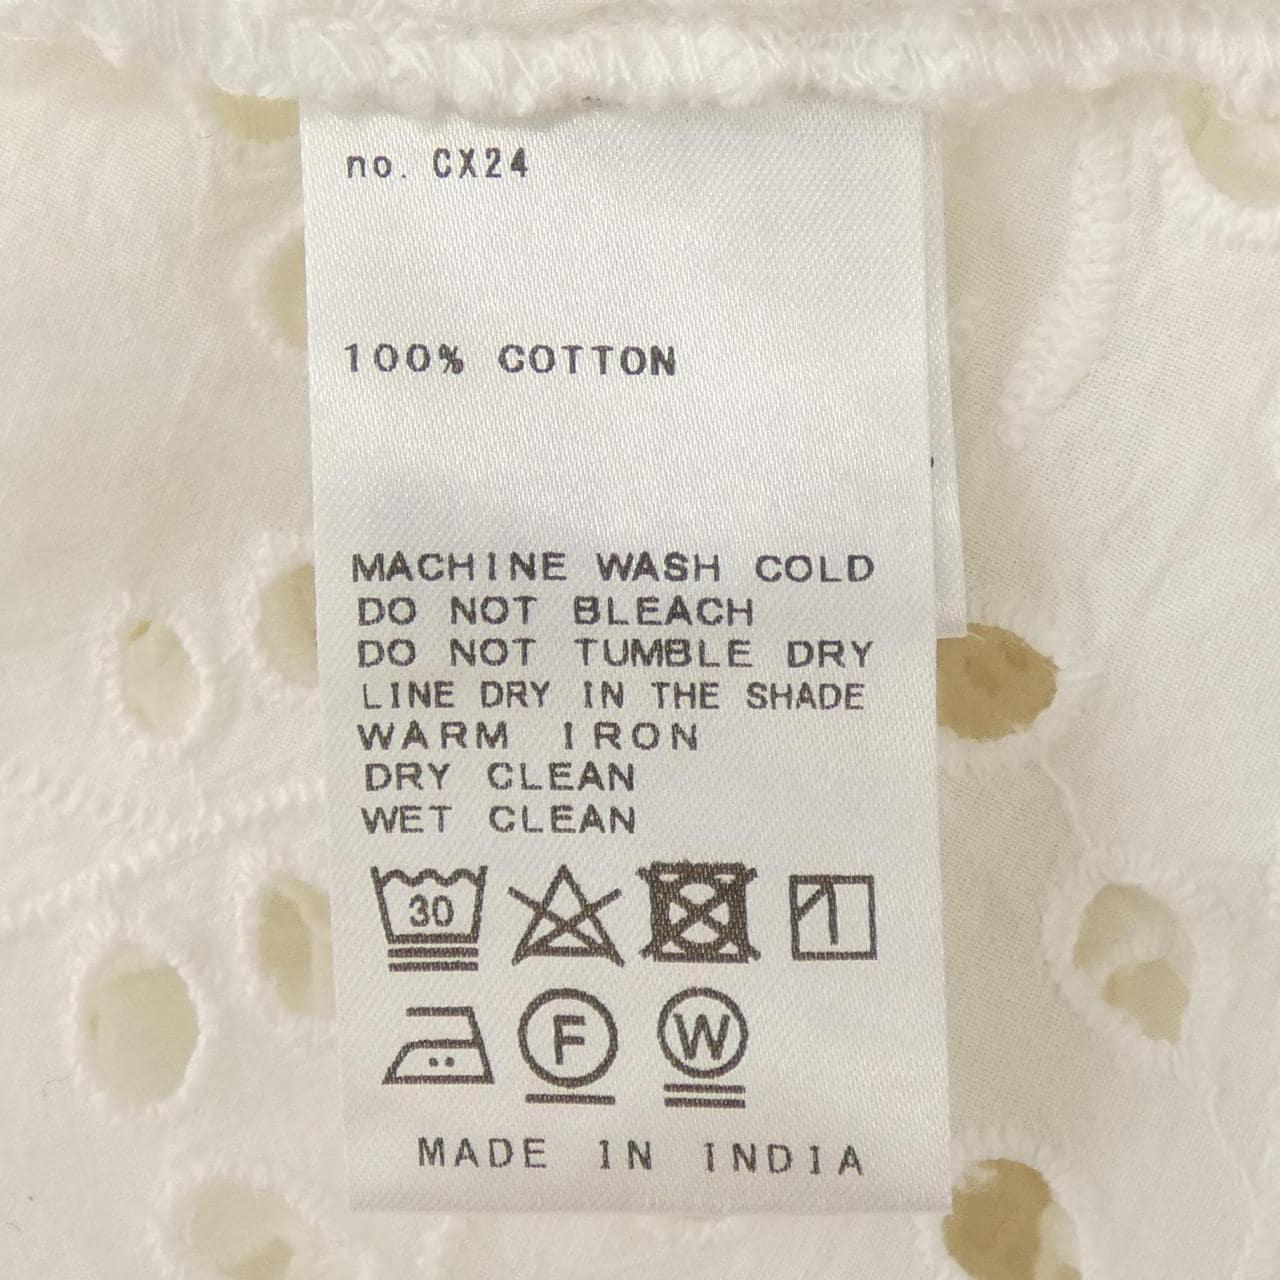 no. CX24
100% COTTON
MACHINE WASH COLD
DO NOT BLEACH
DO NOT TUMBLE DRY
LINE DRY IN THE SHADE
WARM IRON
DRY CLEAN
WET CLEAN
30
F W
MADE IN INDIA